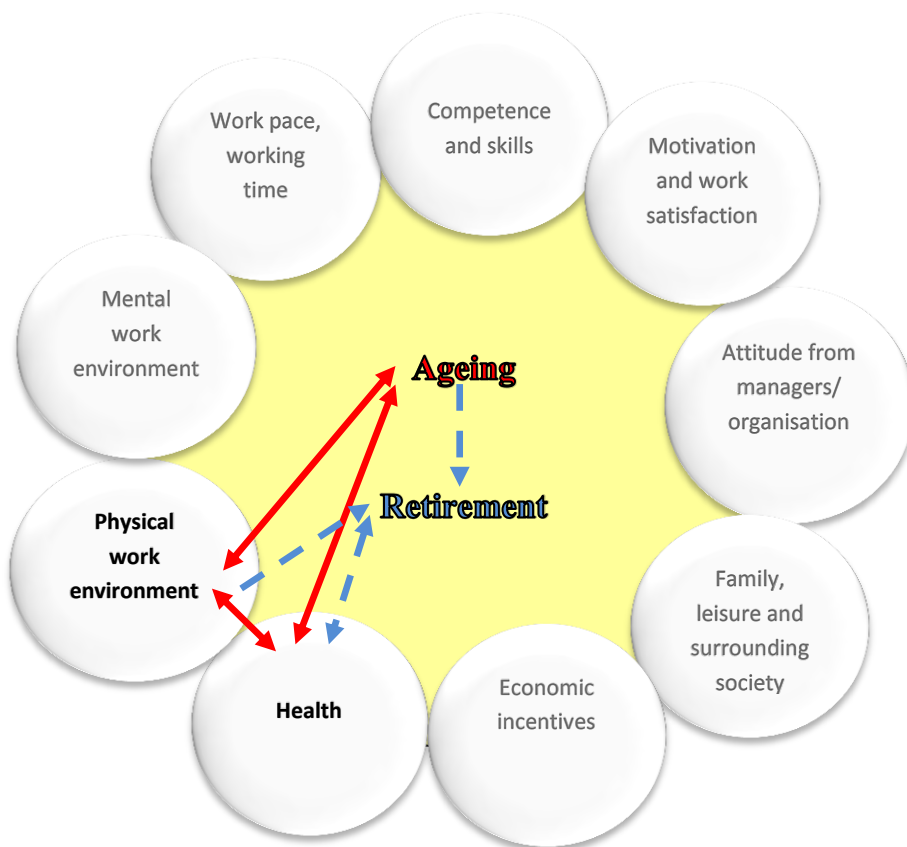 Competence
and skills
Work pace,
working
time
Motivation
and work
satisfaction
Mental
work
environment
Attitude from
managers/
organisation
Ageing
Retirement
Physical
work
environment
Family,
leisure and
surrounding
society
Health
Economic
incentives